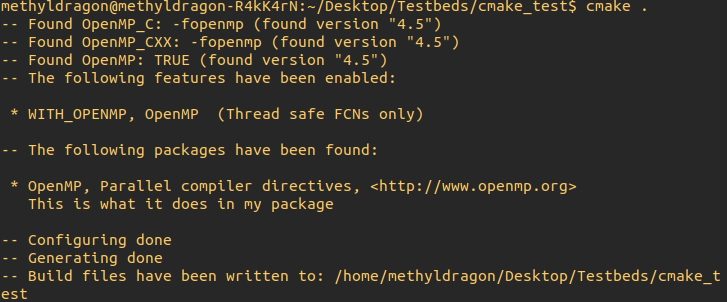 methyldragon@methyldragon-R4kK4rN:~/Desktop/Testbeds/cmake_test$ cmake .
-- Found OpenMP_C: -fopenmp (found version "4.5")
-- Found OpenMP_CXX: -fopenmp (found version "4.5")
-- Found OpenMP: TRUE (found version "4.5")
-- The following features have been enabled:

 * WITH_OPENMP, OpenMP  (Thread safe FCNs only)

-- The following packages have been found:

 * OpenMP, Parallel compiler directives, <http://www.openmp.org>
   This is what it does in my package

-- Configuring done
-- Generating done
-- Build files have been written to: /home/methyldragon/Desktop/Testbeds/cmake_t
est